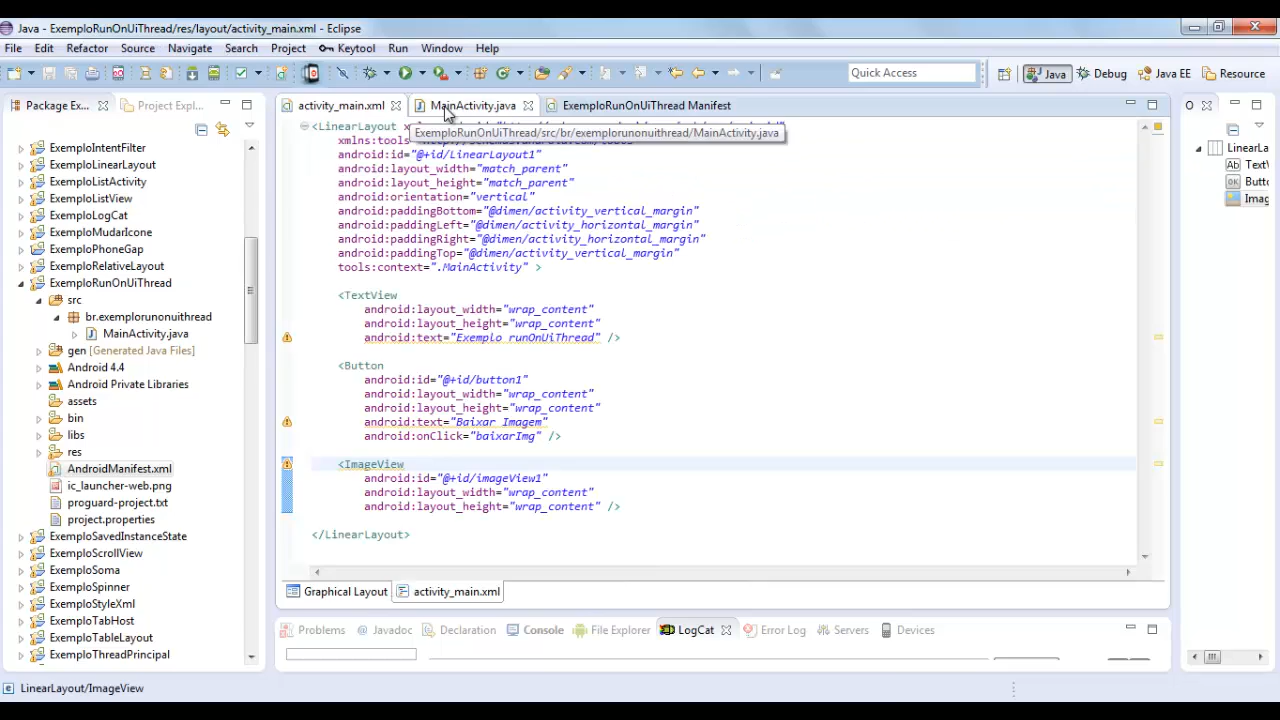 Java - ExemploRunOnUiThread/res/layout/activity_main.xml - Eclipse
File Edit Refactor Source Navigate Search Project Keytool Run Window Help
Quick Access Java Debug Java EE Resource
Package Ex... Project Expl...
activity_main.xml MainActivity.java ExemploRunOnUiThread Manifest
O
ExemploRunOnUiThread/src/br/exemplorunonuithread/MainActivity.java
ExemploIntentFilter
ExemploLinearLayout
ExemploListActivity
ExemploListView
ExemploLogCat
ExemploMudarIcone
ExemploPhoneGap
ExemploRelativeLayout
ExemploRunOnUiThread
src
br.exemplorunonuithread
MainActivity.java
gen [Generated Java Files]
Android 4.4
Android Private Libraries
assets
bin
libs
res
AndroidManifest.xml
ic_launcher-web.png
proguard-project.txt
project.properties
ExemploSavedInstanceState
ExemploScrollView
ExemploSoma
ExemploSpinner
ExemploStyleXml
ExemploTabHost
ExemploTableLayout
ExemploThreadPrincipal
<LinearLayout
xmlns:tools
android:id="@+id/LinearLayout1"
android:layout_width="match_parent"
android:layout_height="match_parent"
android:orientation="vertical"
android:paddingBottom="@dimen/activity_vertical_margin"
android:paddingLeft="@dimen/activity_horizontal_margin"
android:paddingRight="@dimen/activity_horizontal_margin"
android:paddingTop="@dimen/activity_vertical_margin"
tools:context=".MainActivity" >
<TextView
android:layout_width="wrap_content"
android:layout_height="wrap_content"
android:text="Exemplo runOnUiThread" />
<Button
android:id="@+id/button1"
android:layout_width="wrap_content"
android:layout_height="wrap_content"
android:text="Baixar Imagem"
android:onClick="baixarImg" />
<ImageView
android:id="@+id/imageView1"
android:layout_width="wrap_content"
android:layout_height="wrap_content" />
</LinearLayout>
LinearLa
Ab Text
OK Butto
Imag
Graphical Layout activity_main.xml
Problems @ Javadoc Declaration Console File Explorer LogCat Error Log Servers Devices
LinearLayout/ImageView